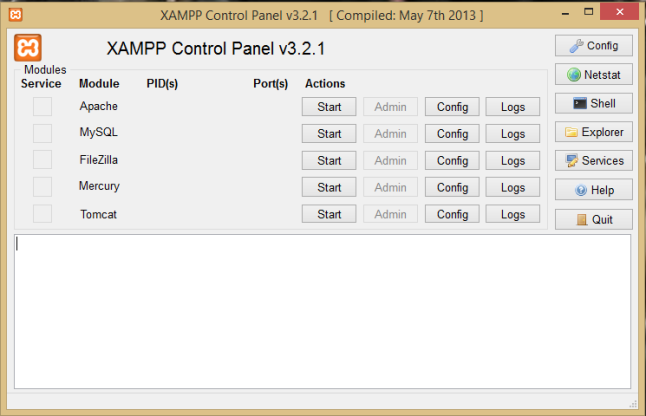 XAMPP Control Panel v3.2.1 [ Compiled: May 7th 2013 ]
XAMPP Control Panel v3.2.1
Config
Modules
Service Module PID(s) Port(s) Actions
Netstat
Apache Start Admin Config Logs
Shell
MySQL Start Admin Config Logs
Explorer
FileZilla Start Admin Config Logs
Services
Mercury Start Admin Config Logs
Help
Tomcat Start Admin Config Logs
Quit